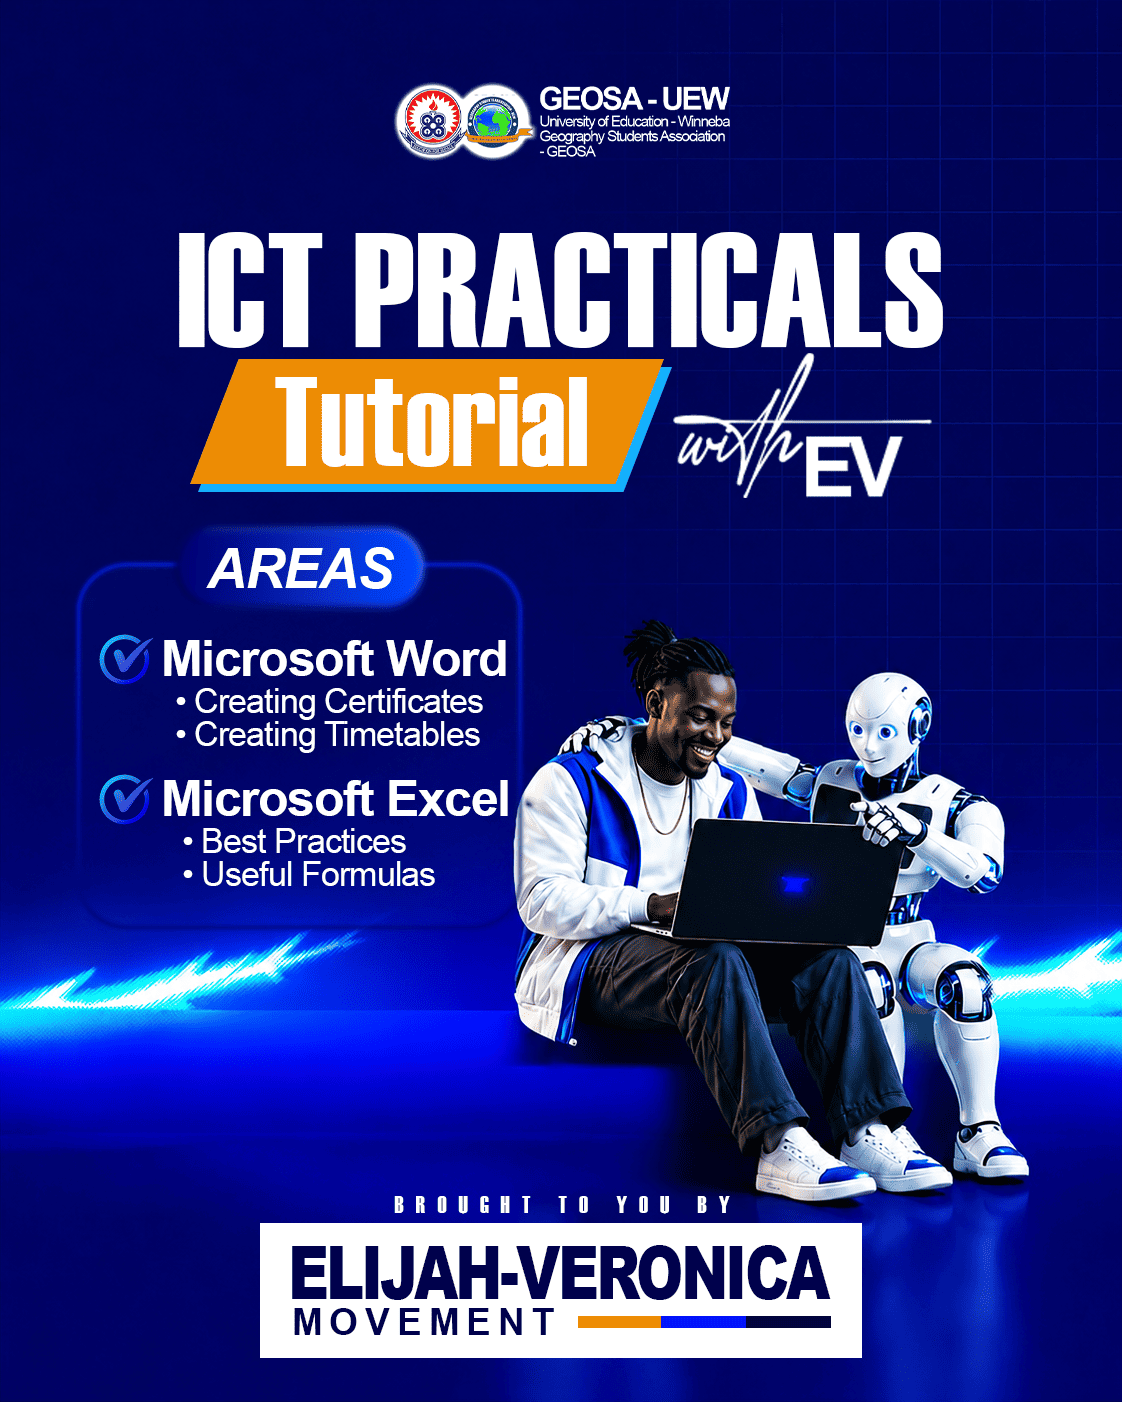 GEOSA - UEW
University of Education - Winneba
Geography Students Association
- GEOSA
ICT PRACTICALS
Tutorial
with EV
AREAS
Microsoft Word
• Creating Certificates
• Creating Timetables
Microsoft Excel
• Best Practices
• Useful Formulas
BROUGHT TO YOU BY
ELIJAH-VERONICA
MOVEMENT